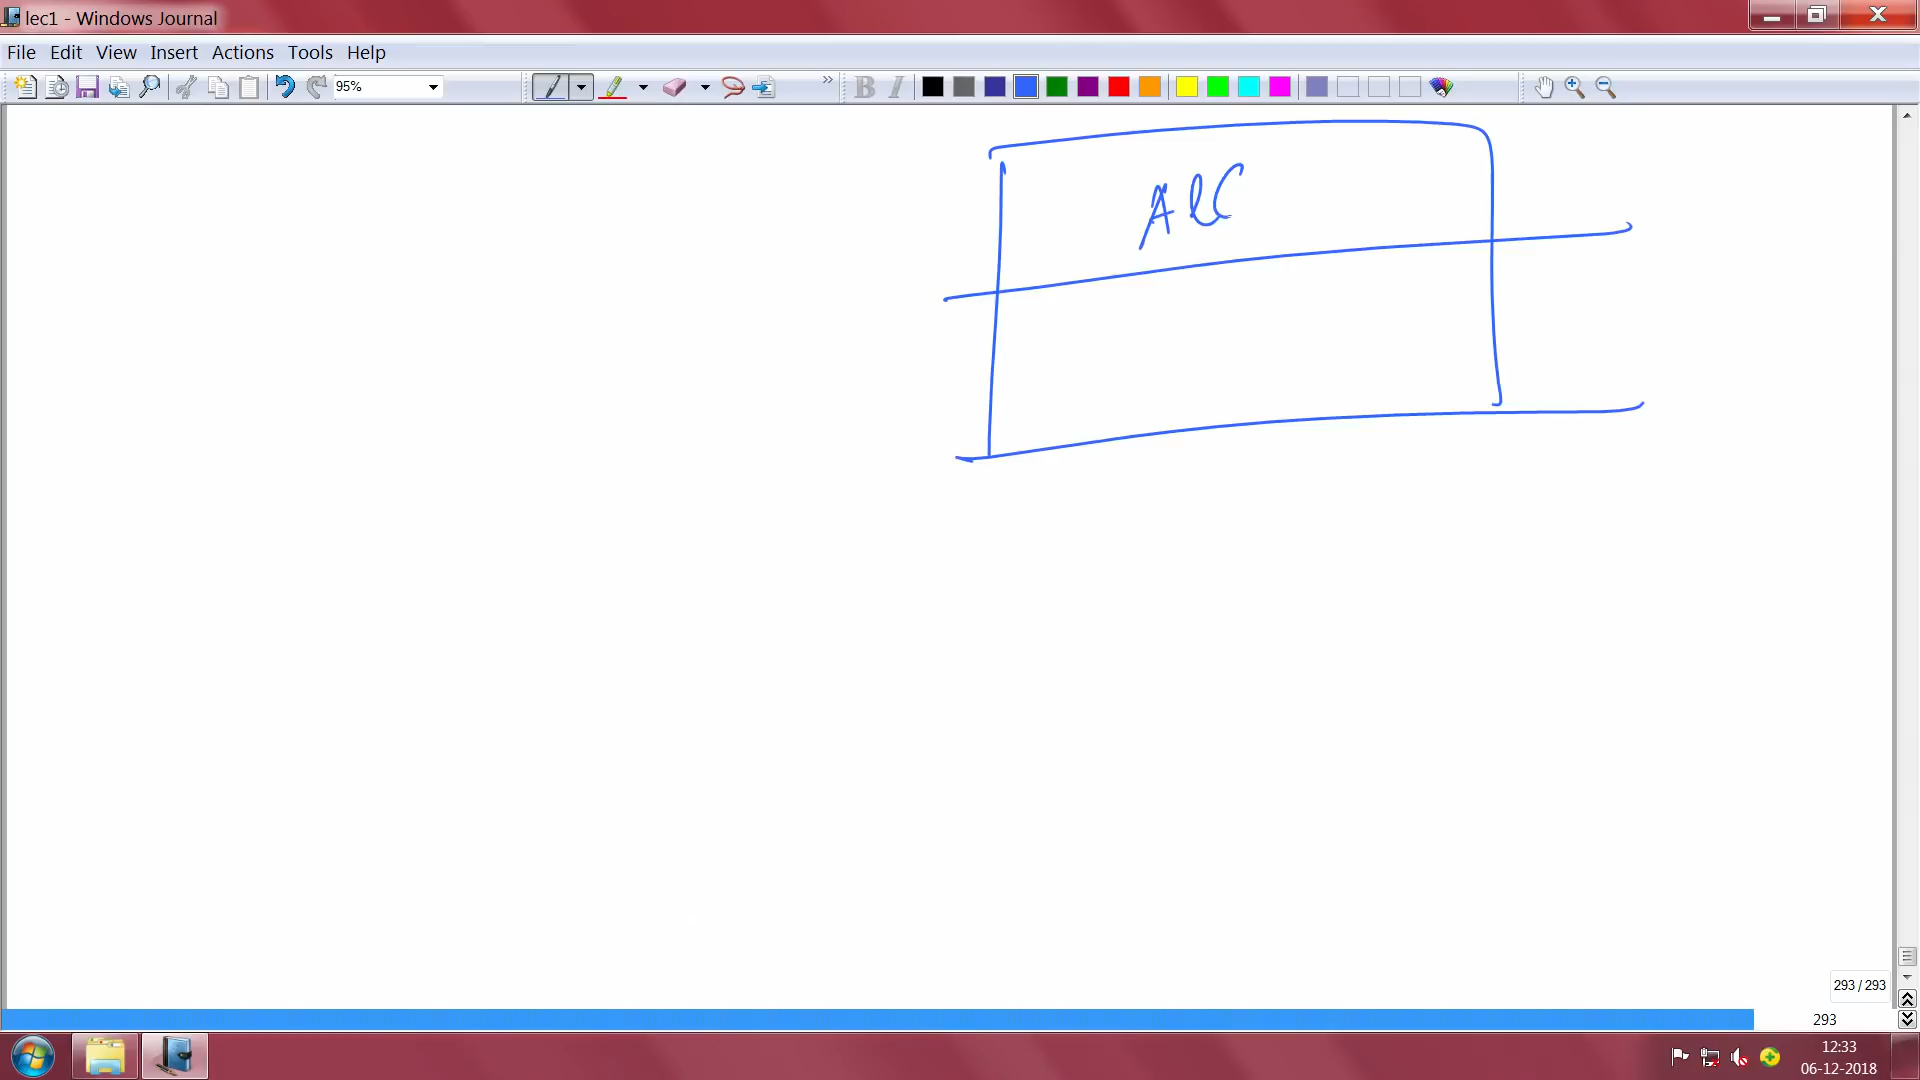 lec1 - Windows Journal
File Edit View Insert Actions Tools Help
95%
B I
293 / 293
293
12:33
06-12-2018